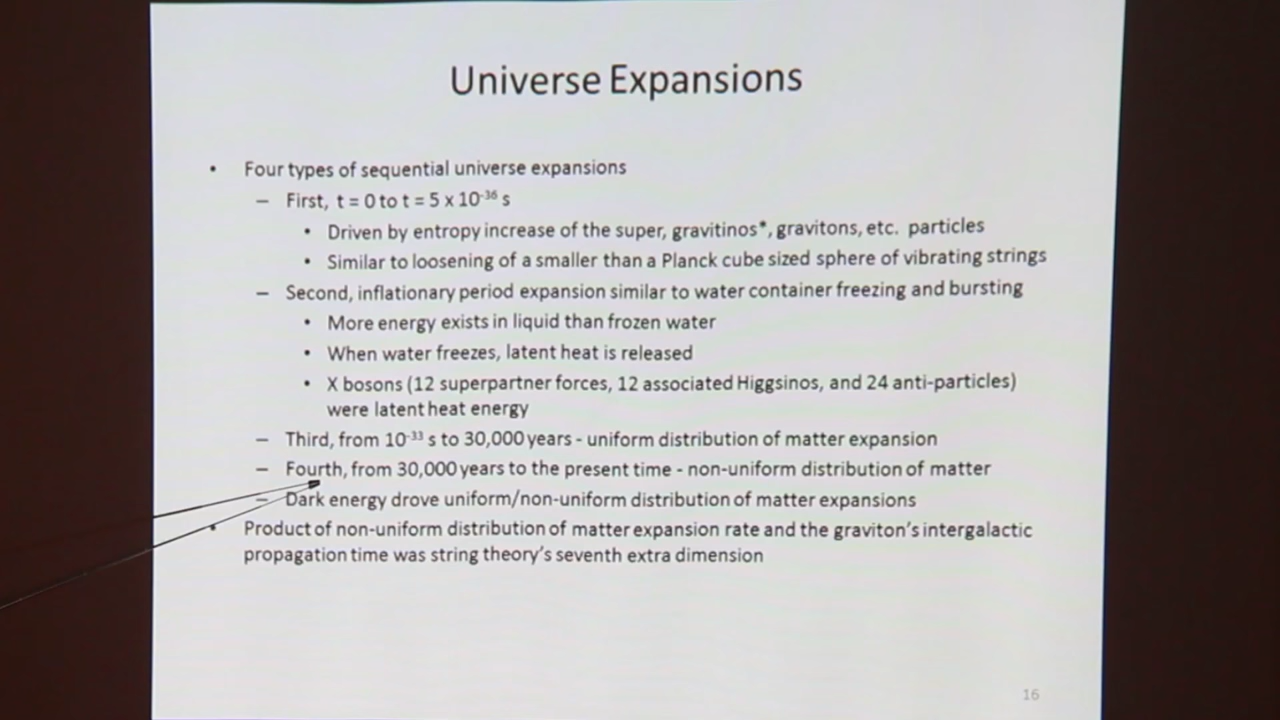 Universe Expansions
• Four types of sequential universe expansions
– First, t = 0 to t = 5 x 10⁻³⁶ s
• Driven by entropy increase of the super, gravitinos*, gravitons, etc. particles
• Similar to loosening of a smaller than a Planck cube sized sphere of vibrating strings
– Second, inflationary period expansion similar to water container freezing and bursting
• More energy exists in liquid than frozen water
• When water freezes, latent heat is released
• X bosons (12 superpartner forces, 12 associated Higgsinos, and 24 anti-particles)
were latent heat energy
– Third, from 10⁻³³ s to 30,000 years - uniform distribution of matter expansion
– Fourth, from 30,000 years to the present time - non-uniform distribution of matter
– Dark energy drove uniform/non-uniform distribution of matter expansions
• Product of non-uniform distribution of matter expansion rate and the graviton's intergalactic
propagation time was string theory's seventh extra dimension
16